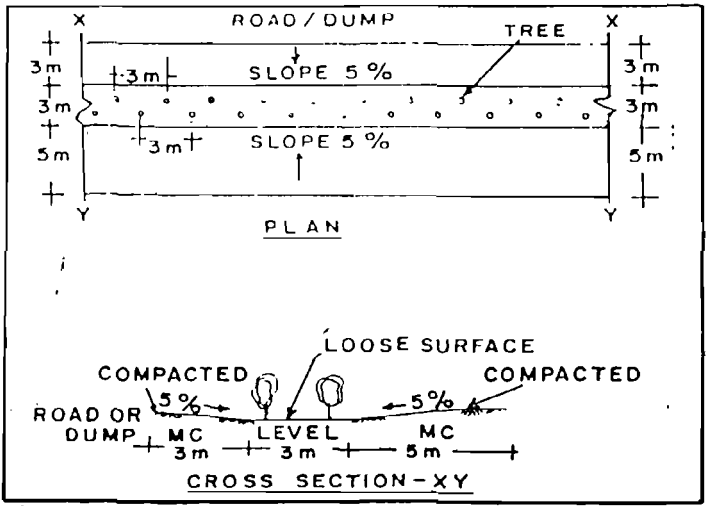 X ROAD/DUMP X
TREE
3m 3m SLOPE 5% 3m
3m 3m
5m 3m SLOPE 5% 5m
Y Y
PLAN
LOOSE SURFACE
COMPACTED COMPACTED
5% 5%
ROAD OR DUMP MC LEVEL MC
3m 3m 5m
CROSS SECTION-XY